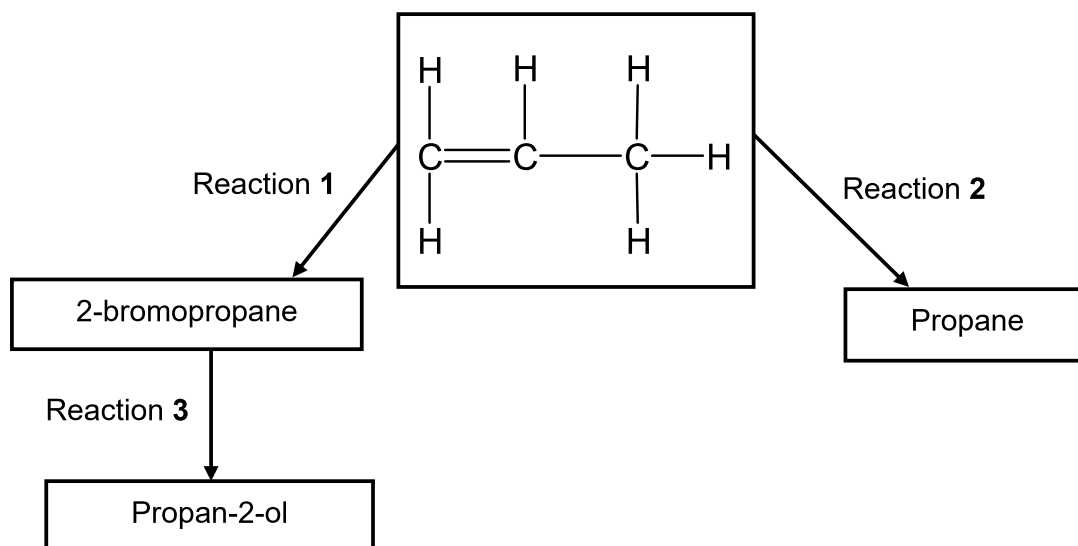 H H H
C C C H
H H
Reaction 1
Reaction 2
2-bromopropane
Propane
Reaction 3
Propan-2-ol